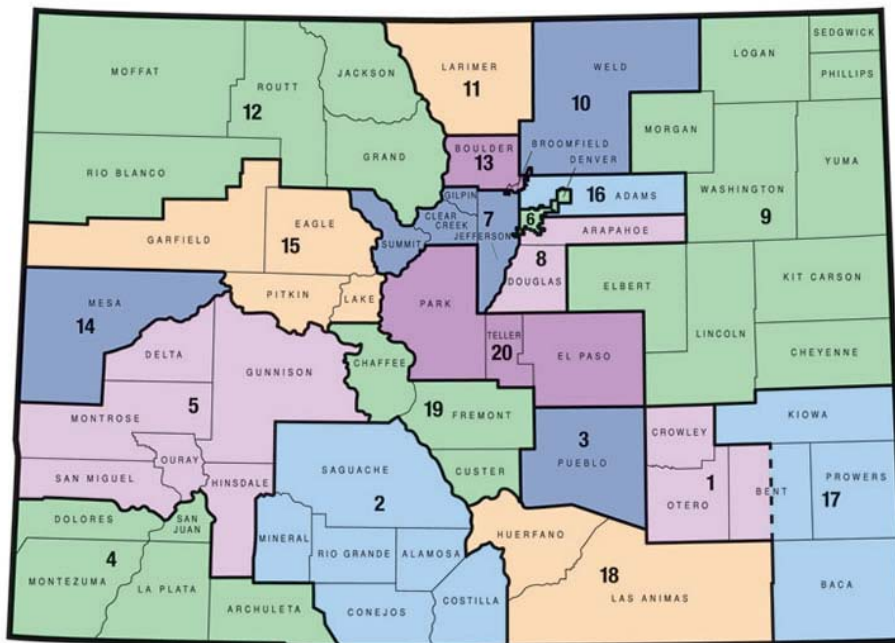 SEDGWICK
LOGAN
PHILLIPS
MOFFAT
ROUTT
12
JACKSON
LARIMER
11
WELD
10
MORGAN
BROOMFIELD
BOULDER
13
DENVER
YUMA
WASHINGTON
9
GRAND
RIO BLANCO
16
ADAMS
GILPIN
CLEAR
CREEK
7
JEFFERSON
6
ARAPAHOE
SUMMIT
EAGLE
15
GARFIELD
8
DOUGLAS
ELBERT
KIT CARSON
LINCOLN
CHEYENNE
MESA
14
PITKIN
LAKE
PARK
TELLER
20
EL PASO
DELTA
GUNNISON
CHAFFEE
5
MONTROSE
19
FREMONT
KIOWA
CROWLEY
3
PUEBLO
OURAY
SAN MIGUEL
HINSDALE
SAGUACHE
2
CUSTER
1
OTERO
BENT
PROWERS
17
DOLORES
SAN
JUAN
HUERFANO
MINERAL
RIO GRANDE
ALAMOSA
4
MONTEZUMA
LA PLATA
18
LAS ANIMAS
BACA
ARCHULETA
CONEJOS
COSTILLA